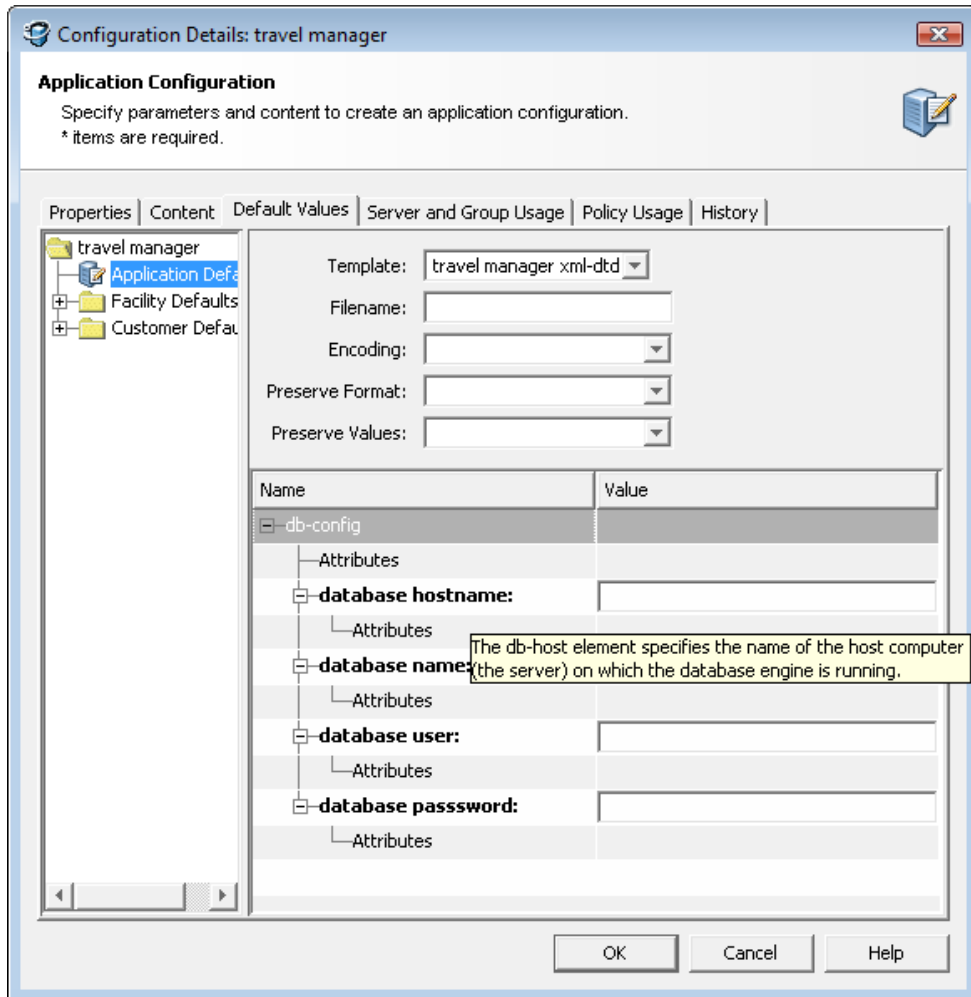 Configuration Details: travel manager
Application Configuration
Specify parameters and content to create an application configuration.
* items are required.
Properties Content Default Values Server and Group Usage Policy Usage History
travel manager
Application Defa
Facility Defaults
Customer Defau
Template: travel manager xml-dtd
Filename:
Encoding:
Preserve Format:
Preserve Values:
Name Value
db-config
Attributes
database hostname:
Attributes
The db-host element specifies the name of the host computer
(the server) on which the database engine is running.
database name:
Attributes
database user:
Attributes
database passsword:
Attributes
OK Cancel Help